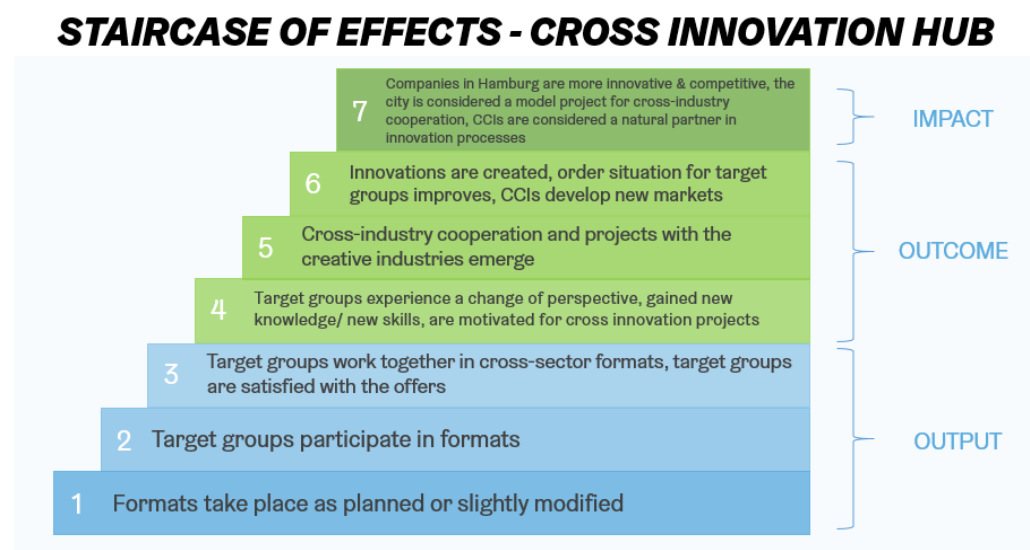 STAIRCASE OF EFFECTS - CROSS INNOVATION HUB
7
Companies in Hamburg are more innovative & competitive, the
city is considered a model project for cross-industry
cooperation, CCIs are considered a natural partner in
innovation processes
IMPACT
6
Innovations are created, order situation for target
groups improves, CCIs develop new markets
5
Cross-industry cooperation and projects with the
creative industries emerge
OUTCOME
4
Target groups experience a change of perspective, gained new
knowledge/ new skills, are motivated for cross innovation projects
3
Target groups work together in cross-sector formats, target groups
are satisfied with the offers
2
Target groups participate in formats
OUTPUT
1
Formats take place as planned or slightly modified